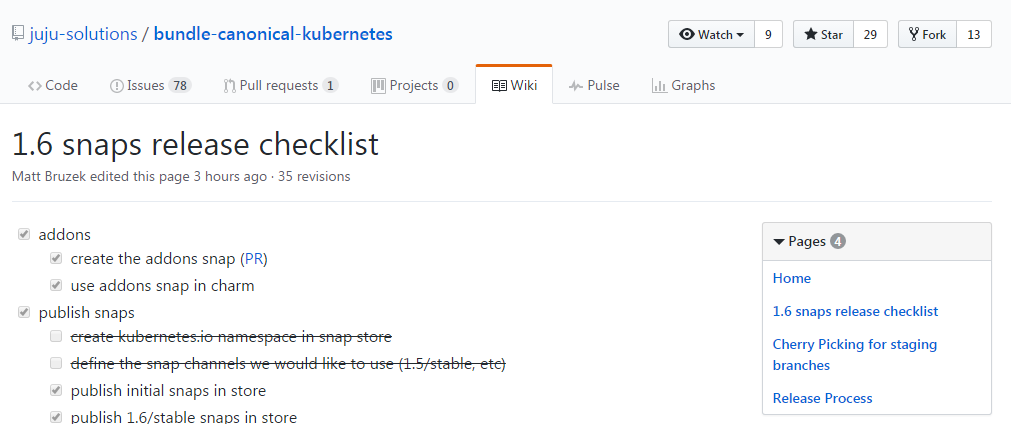 juju-solutions / bundle-canonical-kubernetes
Watch 9 Star 29 Fork 13
Code Issues 78 Pull requests 1 Projects 0 Wiki Pulse Graphs
1.6 snaps release checklist
Matt Bruzek edited this page 3 hours ago · 35 revisions
addons
create the addons snap (PR)
use addons snap in charm
publish snaps
create kubernetes.io namespace in snap store
define the snap channels we would like to use (1.5/stable, etc)
publish initial snaps in store
publish 1.6/stable snaps in store
Pages 4
Home
1.6 snaps release checklist
Cherry Picking for staging
branches
Release Process